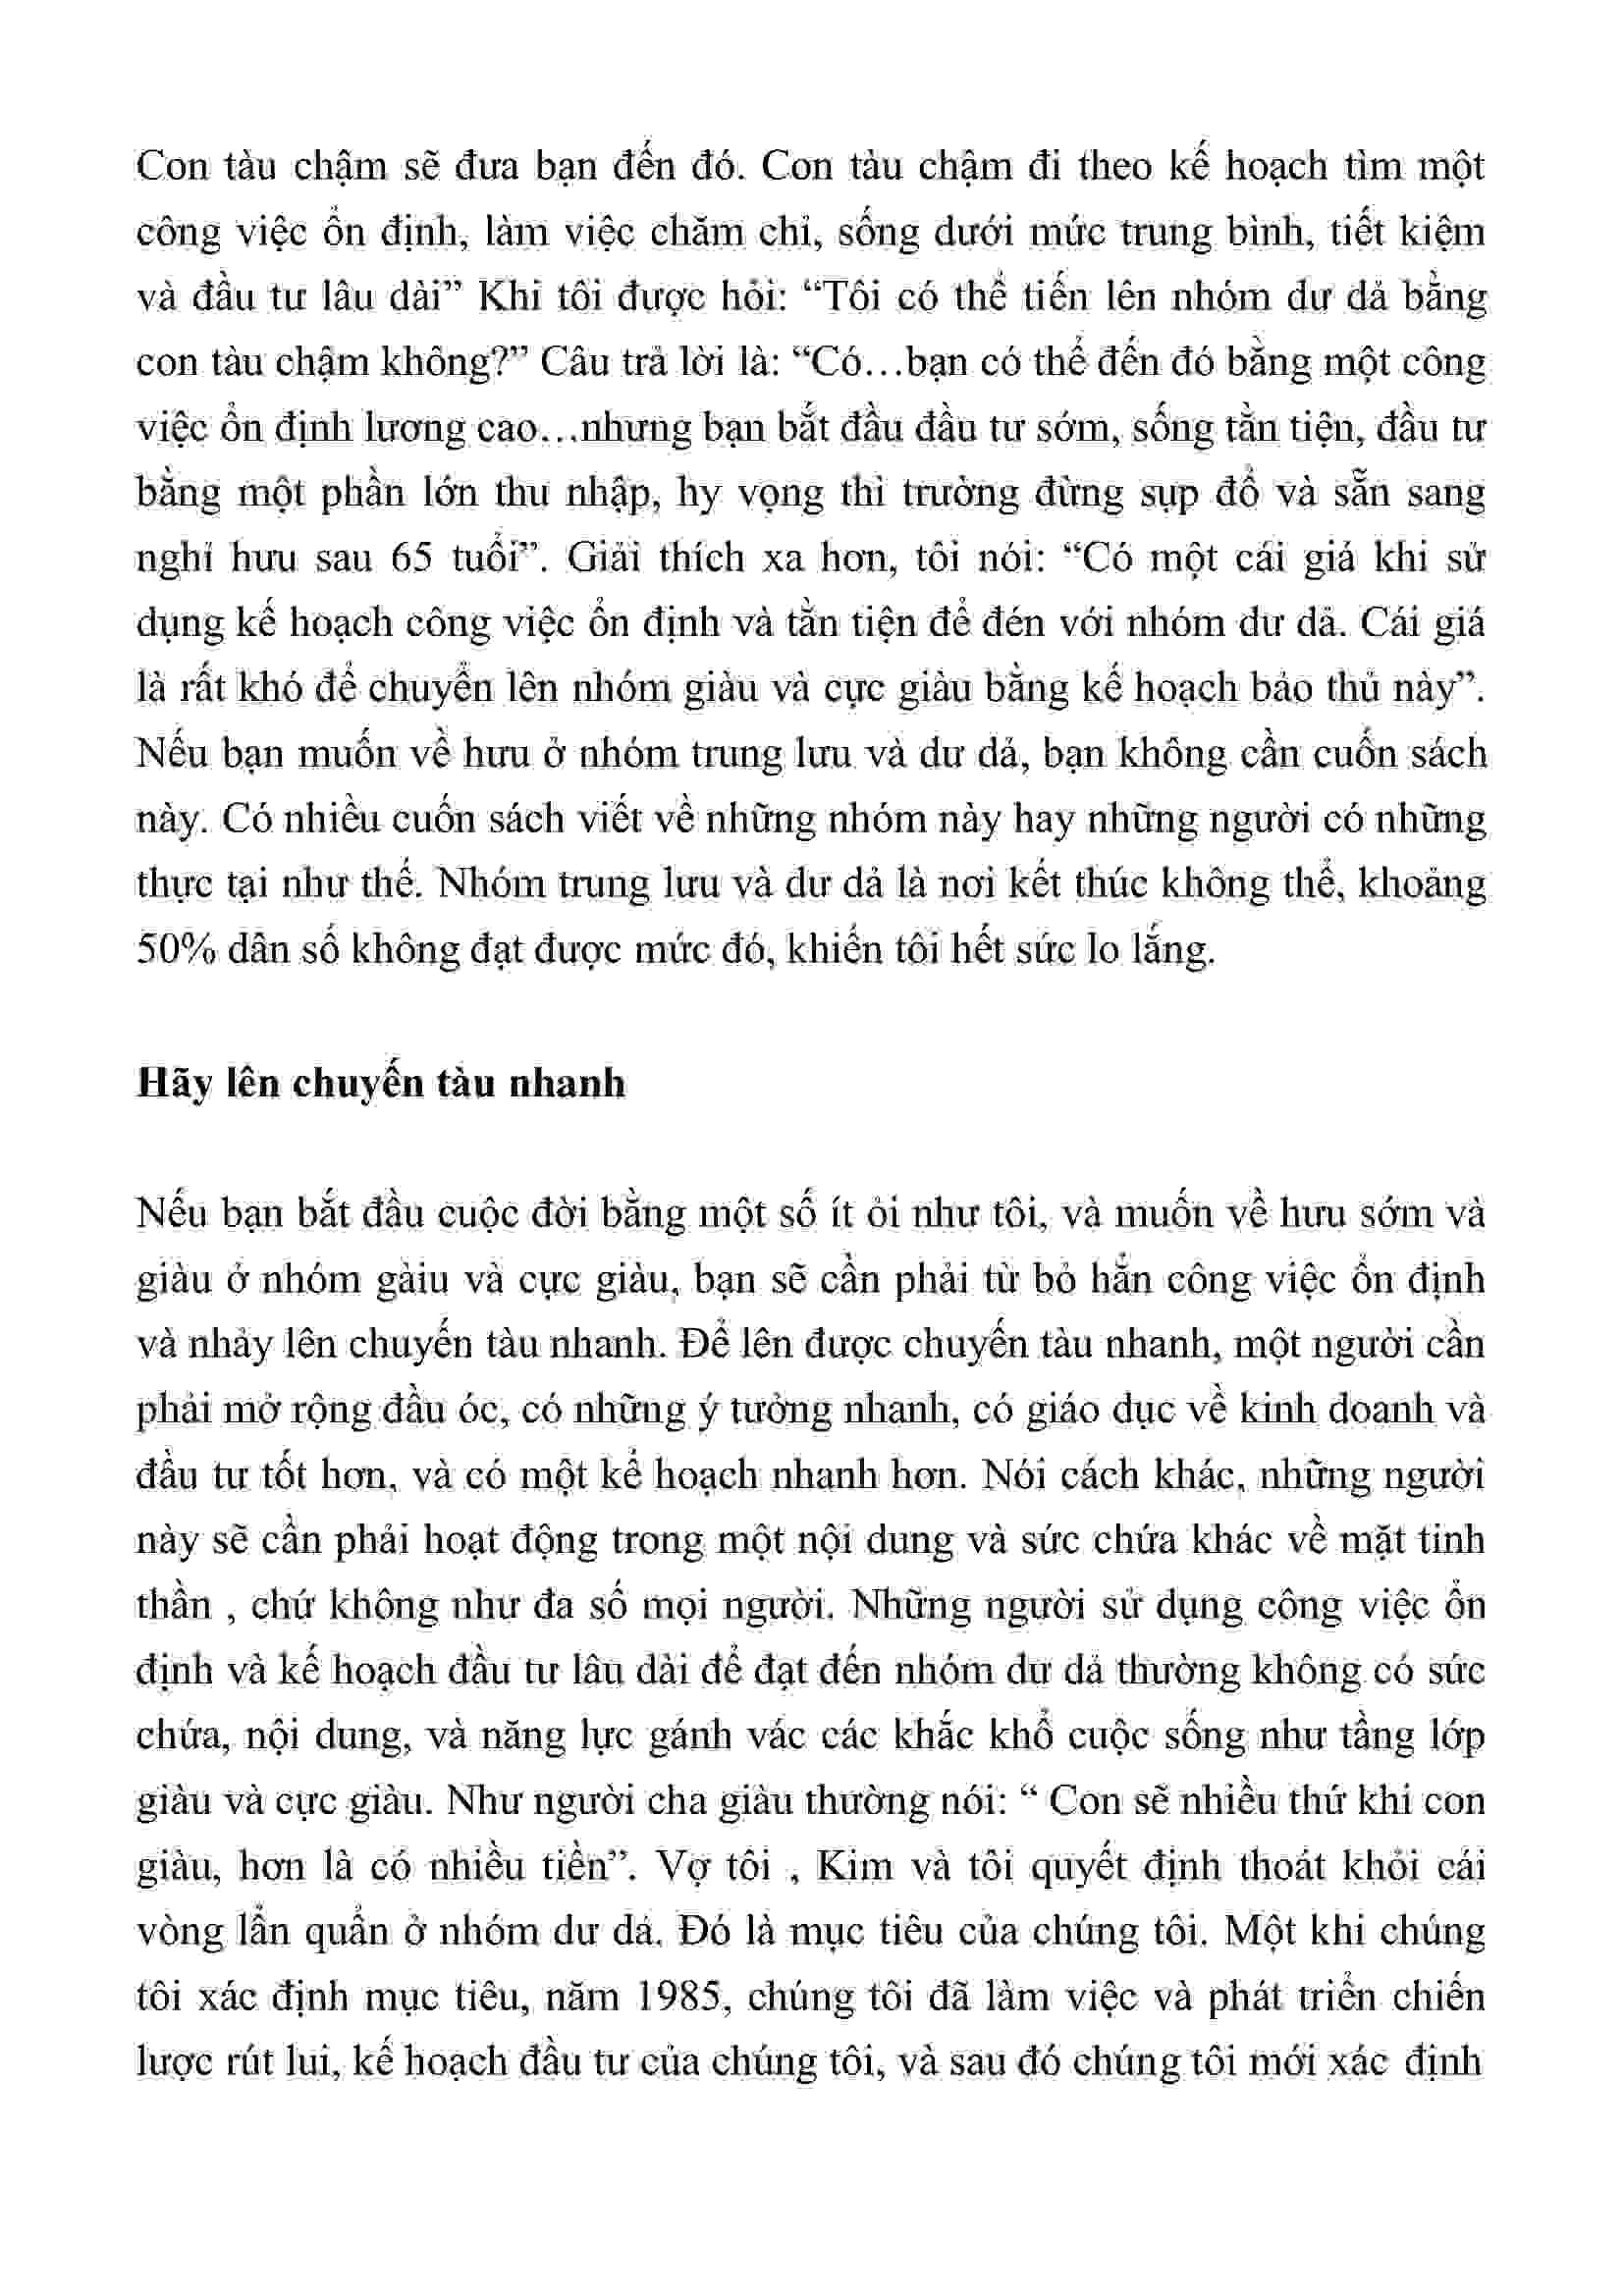 Con tàu chậm sẽ đưa bạn đến đó. Con tàu chậm đi theo kế hoạch tìm một
công việc ổn định, làm việc chăm chỉ, sống dưới mức trung bình, tiết kiệm
và đầu tư lâu dài” Khi tôi được hỏi: “Tôi có thể tiến lên nhóm dư dả bằng
con tàu chậm không?” Câu trả lời là: “Có…bạn có thể đến đó bằng một công
việc ổn định lương cao…nhưng bạn bắt đầu đầu tư sớm, sống tằn tiện, đầu tư
bằng một phần lớn thu nhập, hy vọng thì trường đừng sụp đổ và sẵn sang
nghỉ hưu sau 65 tuổi”. Giải thích xa hơn, tôi nói: “Có một cái giá khi sử
dụng kế hoạch công việc ổn định và tằn tiện để đén với nhóm dư dả. Cái giá
là rất khó để chuyển lên nhóm giàu và cực giàu bằng kế hoạch bảo thủ này”.
Nếu bạn muốn về hưu ở nhóm trung lưu và dư dả, bạn không cần cuốn sách
này. Có nhiều cuốn sách viết về những nhóm này hay những người có những
thực tại như thế. Nhóm trung lưu và dư dả là nơi kết thúc không thể, khoảng
50% dân số không đạt được mức đó, khiến tôi hết sức lo lắng.
Hãy lên chuyến tàu nhanh
Nếu bạn bắt đầu cuộc đời bằng một số ít ỏi như tôi, và muốn về hưu sớm và
giàu ở nhóm gàiu và cực giàu, bạn sẽ cần phải từ bỏ hẳn công việc ổn định
và nhảy lên chuyến tàu nhanh. Để lên được chuyến tàu nhanh, một người cần
phải mở rộng đầu óc, có những ý tưởng nhanh, có giáo dục về kinh doanh và
đầu tư tốt hơn, và có một kế hoạch nhanh hơn. Nói cách khác, những người
này sẽ cần phải hoạt động trong một nội dung và sức chứa khác về mặt tinh
thần , chứ không như đa số mọi người. Những người sử dụng công việc ổn
định và kế hoạch đầu tư lâu dài để đạt đến nhóm dư dả thường không có sức
chứa, nội dung, và năng lực gánh vác các khắc khổ cuộc sống như tầng lớp
giàu và cực giàu. Như người cha giàu thường nói: “ Con sẽ nhiều thứ khi con
giàu, hơn là có nhiều tiền”. Vợ tôi , Kim và tôi quyết định thoát khỏi cái
vòng lẩn quẩn ở nhóm dư dả. Đó là mục tiêu của chúng tôi. Một khi chúng
tôi xác định mục tiêu, năm 1985, chúng tôi đã làm việc và phát triển chiến
lược rút lui, kế hoạch đầu tư của chúng tôi, và sau đó chúng tôi mới xác định